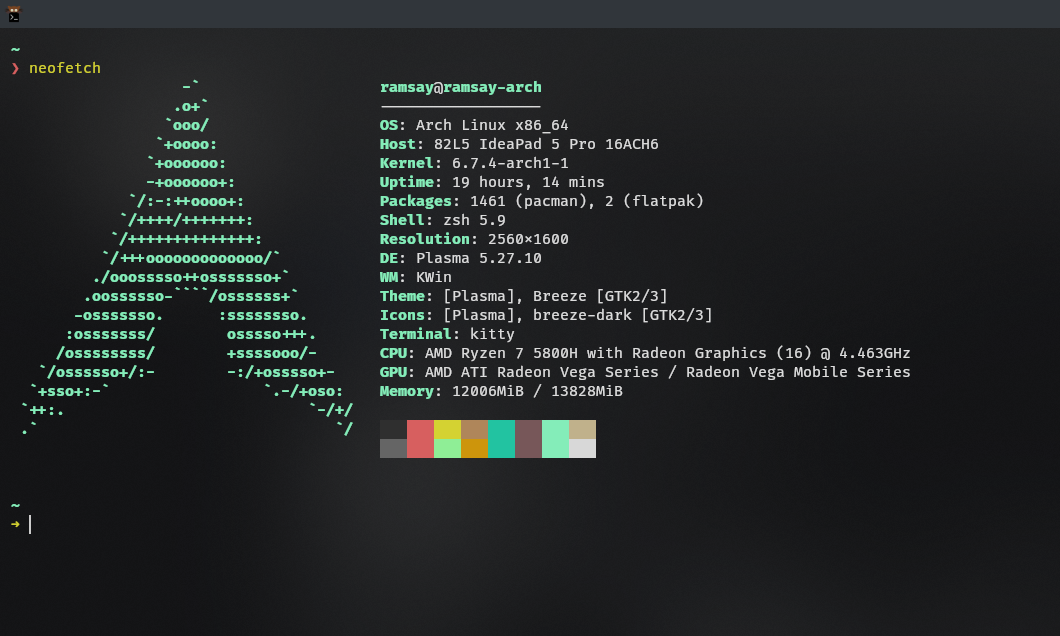 ~
❯ neofetch
-`
.o+`
`ooo/
`+oooo:
`+oooooo:
-+oooooo+:
`/:-:++oooo+:
`/++++/+++++++:
`/++++++++++++++:
`/+++ooooooooooooo/`
./ooosssso++osssssso+`
.oossssso-````/ossssss+`
-osssssso. :ssssssso.
:osssssss/ osssso+++.
/ossssssss/ +ssssooo/-
`/ossssso+/:- -:/+osssso+-
`+sso+:-` `.-/+oso:
`++:. `-/+/
.` `/
ramsay@ramsay-arch
------------------
OS: Arch Linux x86_64
Host: 82L5 IdeaPad 5 Pro 16ACH6
Kernel: 6.7.4-arch1-1
Uptime: 19 hours, 14 mins
Packages: 1461 (pacman), 2 (flatpak)
Shell: zsh 5.9
Resolution: 2560×1600
DE: Plasma 5.27.10
WM: KWin
Theme: [Plasma], Breeze [GTK2/3]
Icons: [Plasma], breeze-dark [GTK2/3]
Terminal: kitty
CPU: AMD Ryzen 7 5800H with Radeon Graphics (16) @ 4.463GHz
GPU: AMD ATI Radeon Vega Series / Radeon Vega Mobile Series
Memory: 12006MiB / 13828MiB
~
➜